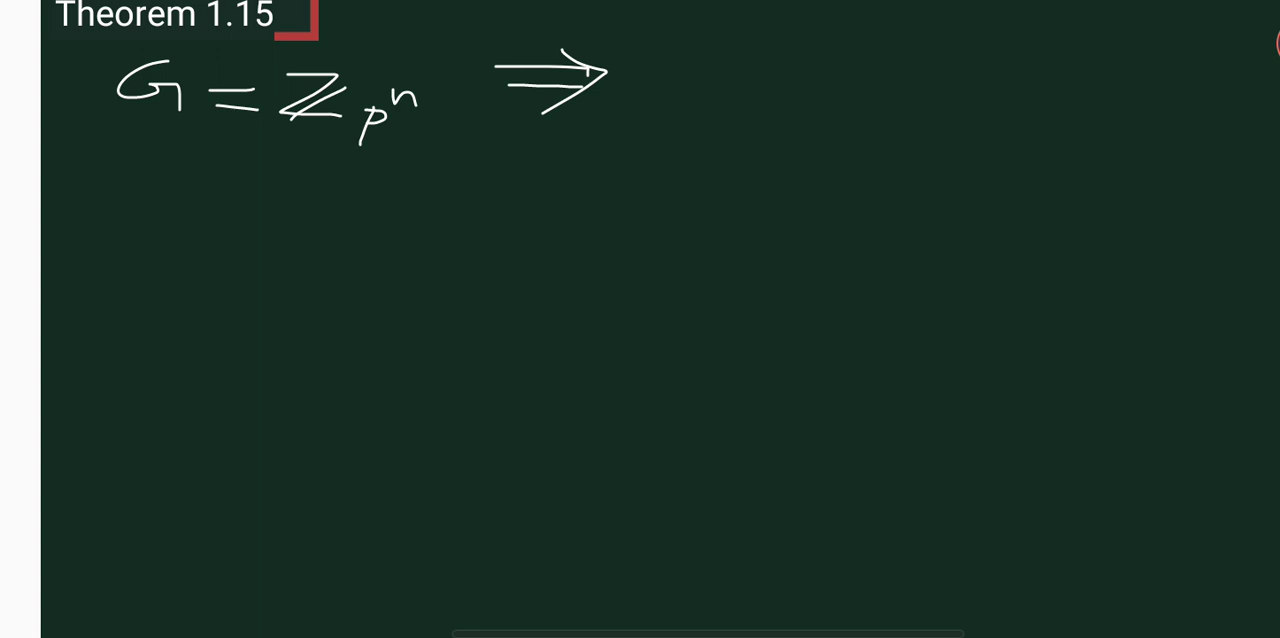 Theorem 1.15
G = ℤ_{p^n} ⇒